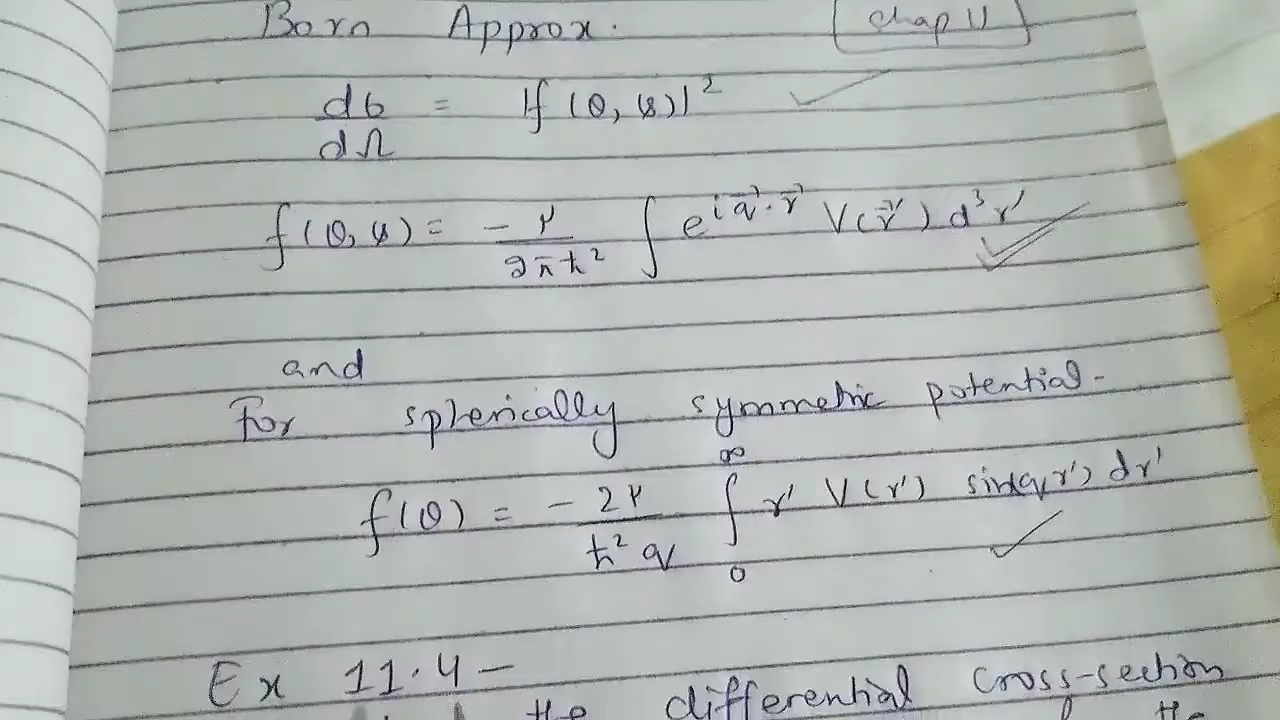 Born Approx. [Chap 11]
dσ/dΩ = |f(θ, φ)|²
f(θ, φ) = -μ/2πħ² ∫ e^{i q⃗·r⃗'} V(r⃗') d³r'
and
For spherically symmetric potential-
f(θ) = -2μ/ħ²q ∫₀^∞ r' V(r') sin(qr') dr'
Ex 11.4 -
the differential cross-section
the